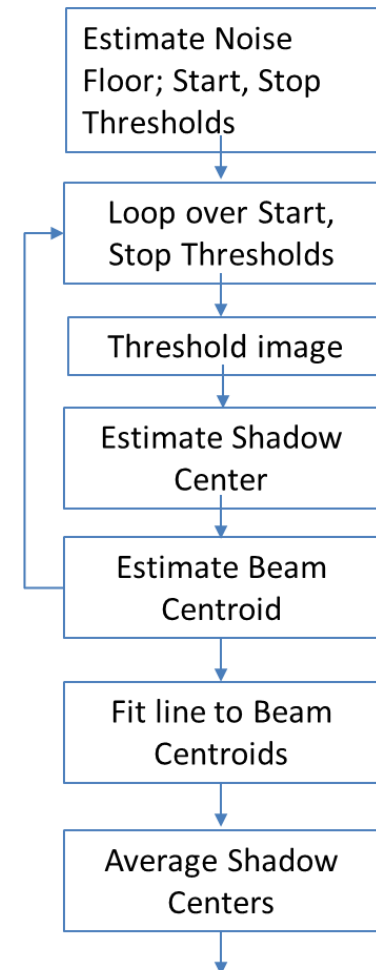 Estimate Noise
Floor; Start, Stop
Thresholds
Loop over Start,
Stop Thresholds
Threshold image
Estimate Shadow
Center
Estimate Beam
Centroid
Fit line to Beam
Centroids
Average Shadow
Centers